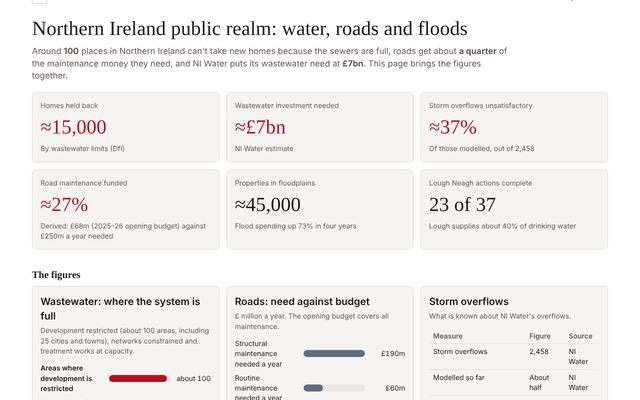 Northern Ireland public realm: water, roads and floods
Around 100 places in Northern Ireland can't take new homes because the sewers are full, roads get about a quarter of
the maintenance money they need, and NI Water puts its wastewater need at £7bn. This page brings the figures
together.
Homes held back
≈15,000
By wastewater limits (DfI)
Wastewater investment needed
≈£7bn
NI Water estimate
Storm overflows unsatisfactory
≈37%
Of those modelled, out of 2,458
Road maintenance funded
≈27%
Derived: £68m (2025–26 opening budget) against
£250m a year needed
Properties in floodplains
≈45,000
Flood spending up 73% in four years
Lough Neagh actions complete
23 of 37
Lough supplies about 40% of drinking water
The figures
Wastewater: where the system is
full
Development restricted (about 100 areas, including
25 cities and towns), networks constrained and
treatment works at capacity.
Areas where
development is
restricted
about 100
Roads: need against budget
£ million a year. The opening budget covers all
maintenance.
Structural
maintenance
needed a year
£190m
Routine
maintenance
needed a year
£60m
Storm overflows
What is known about NI Water's overflows.
Measure Figure Source
Storm overflows 2,458 NI
Water
Modelled so far About NI
half Water